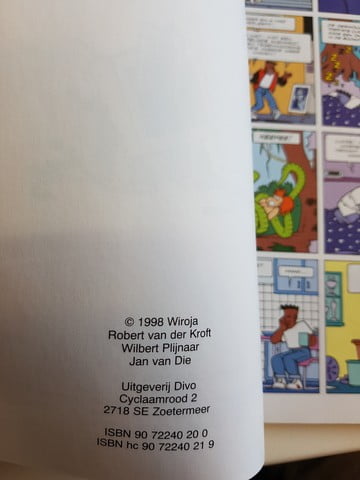 © 1998 Wiroja
Robert van der Kroft
Wilbert Plijnaar
Jan van Die
Uitgeverij Divo
Cyclaamrood 2
2718 SE Zoetermeer
ISBN 90 72240 20 0
ISBN hc 90 72240 21 9